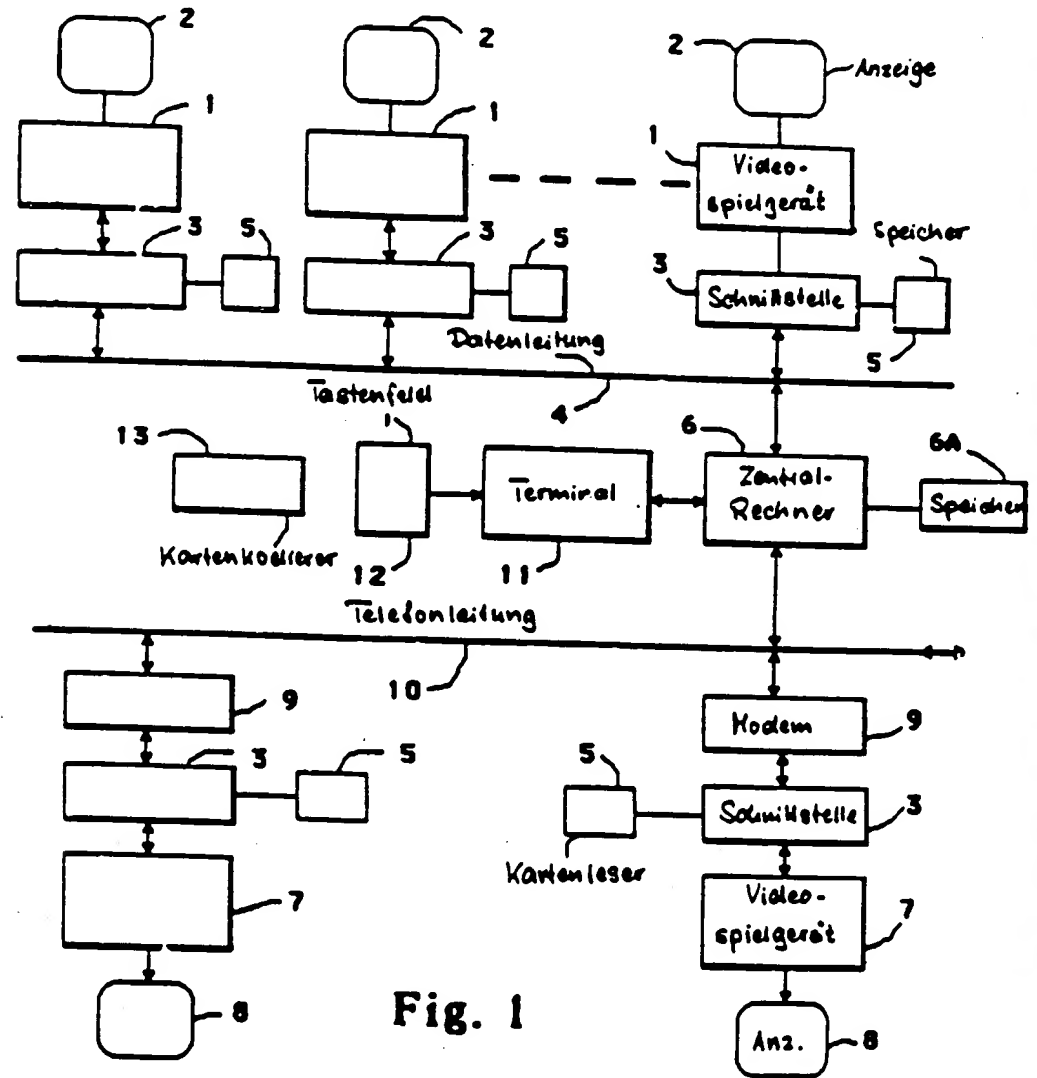 2
2
2
Anzeige
1
1
1
Video-
spielgerät
3
5
3
5
Speicher
3
Schnittstelle
5
Datenleitung
4
Tastenfeld
13
6
6A
Zentral-
Rechner
Terminal
Speicher
Kartenkodierer
12
11
Telefonleitung
10
9
Modem
9
3
5
5
Schnittstelle
3
Kartenleser
7
Video-
spielgerät
7
8
Fig. 1
Anz.
8